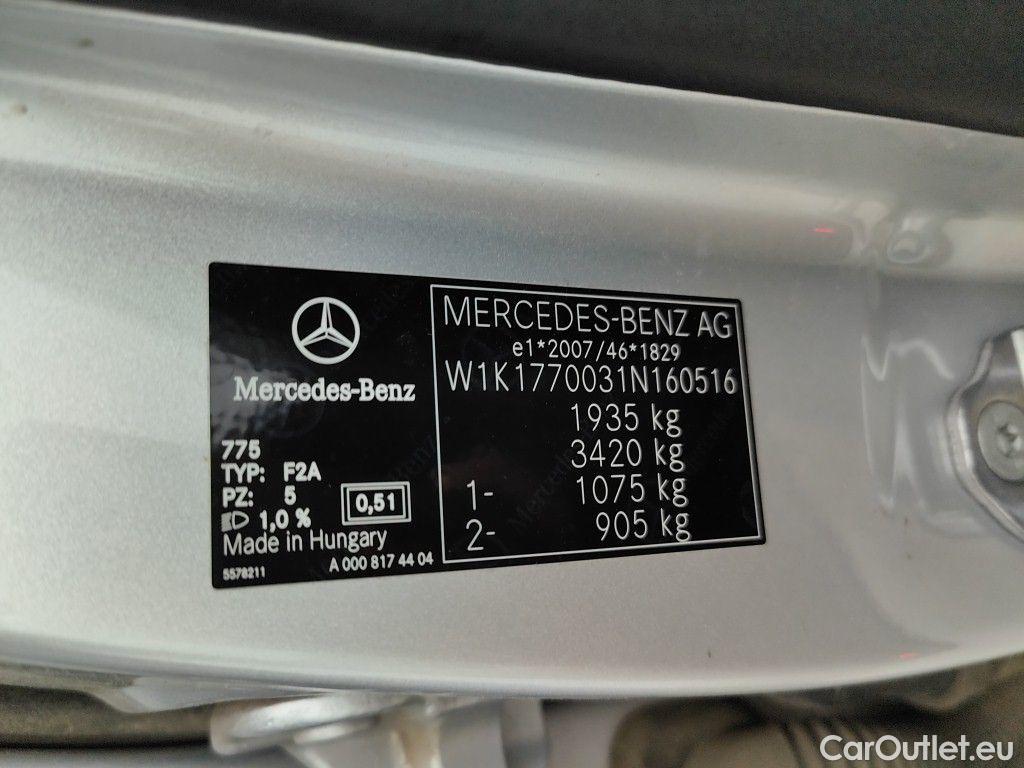 Mercedes-Benz
775
TYP: F2A
PZ: 5
1,0 %
0,51
Made in Hungary
5578211
A 000 817 44 04
MERCEDES-BENZ AG
e1*2007/46*1829
W1K1770031N160516
1935 kg
3420 kg
1- 1075 kg
2- 905 kg
CarOutlet.eu